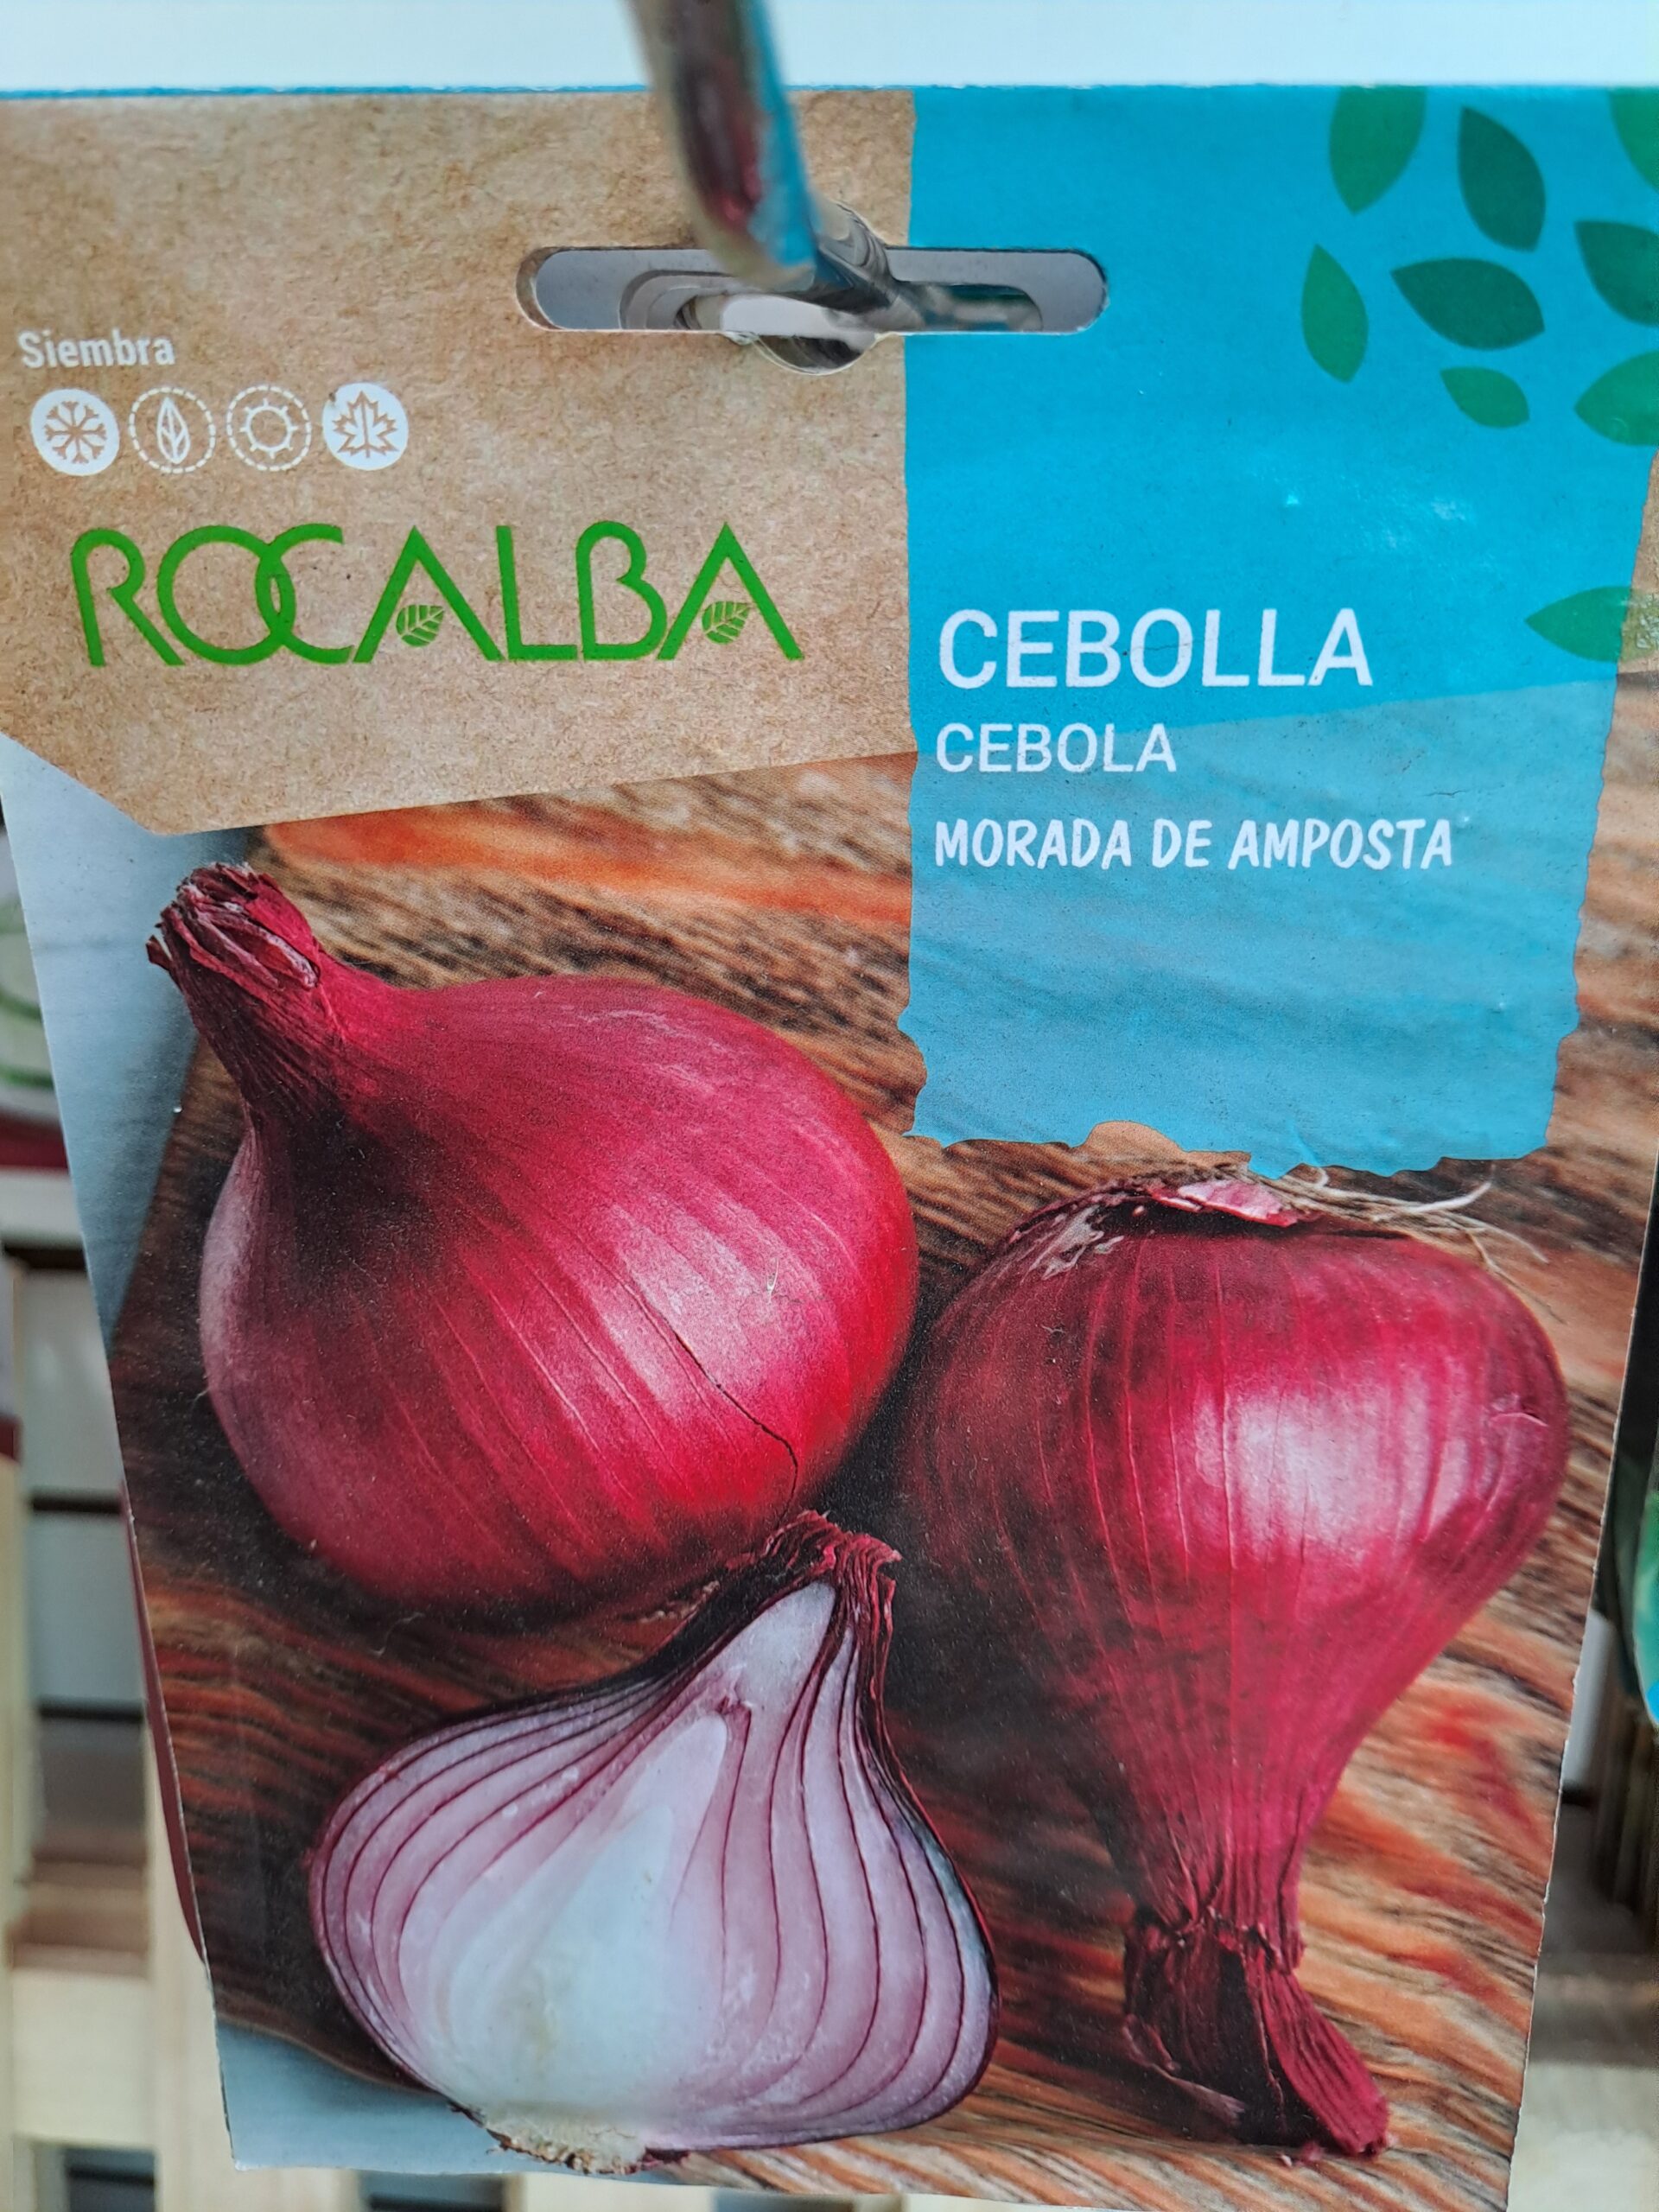 Siembra
ROCALBA
CEBOLLA
CEBOLA
MORADA DE AMPOSTA